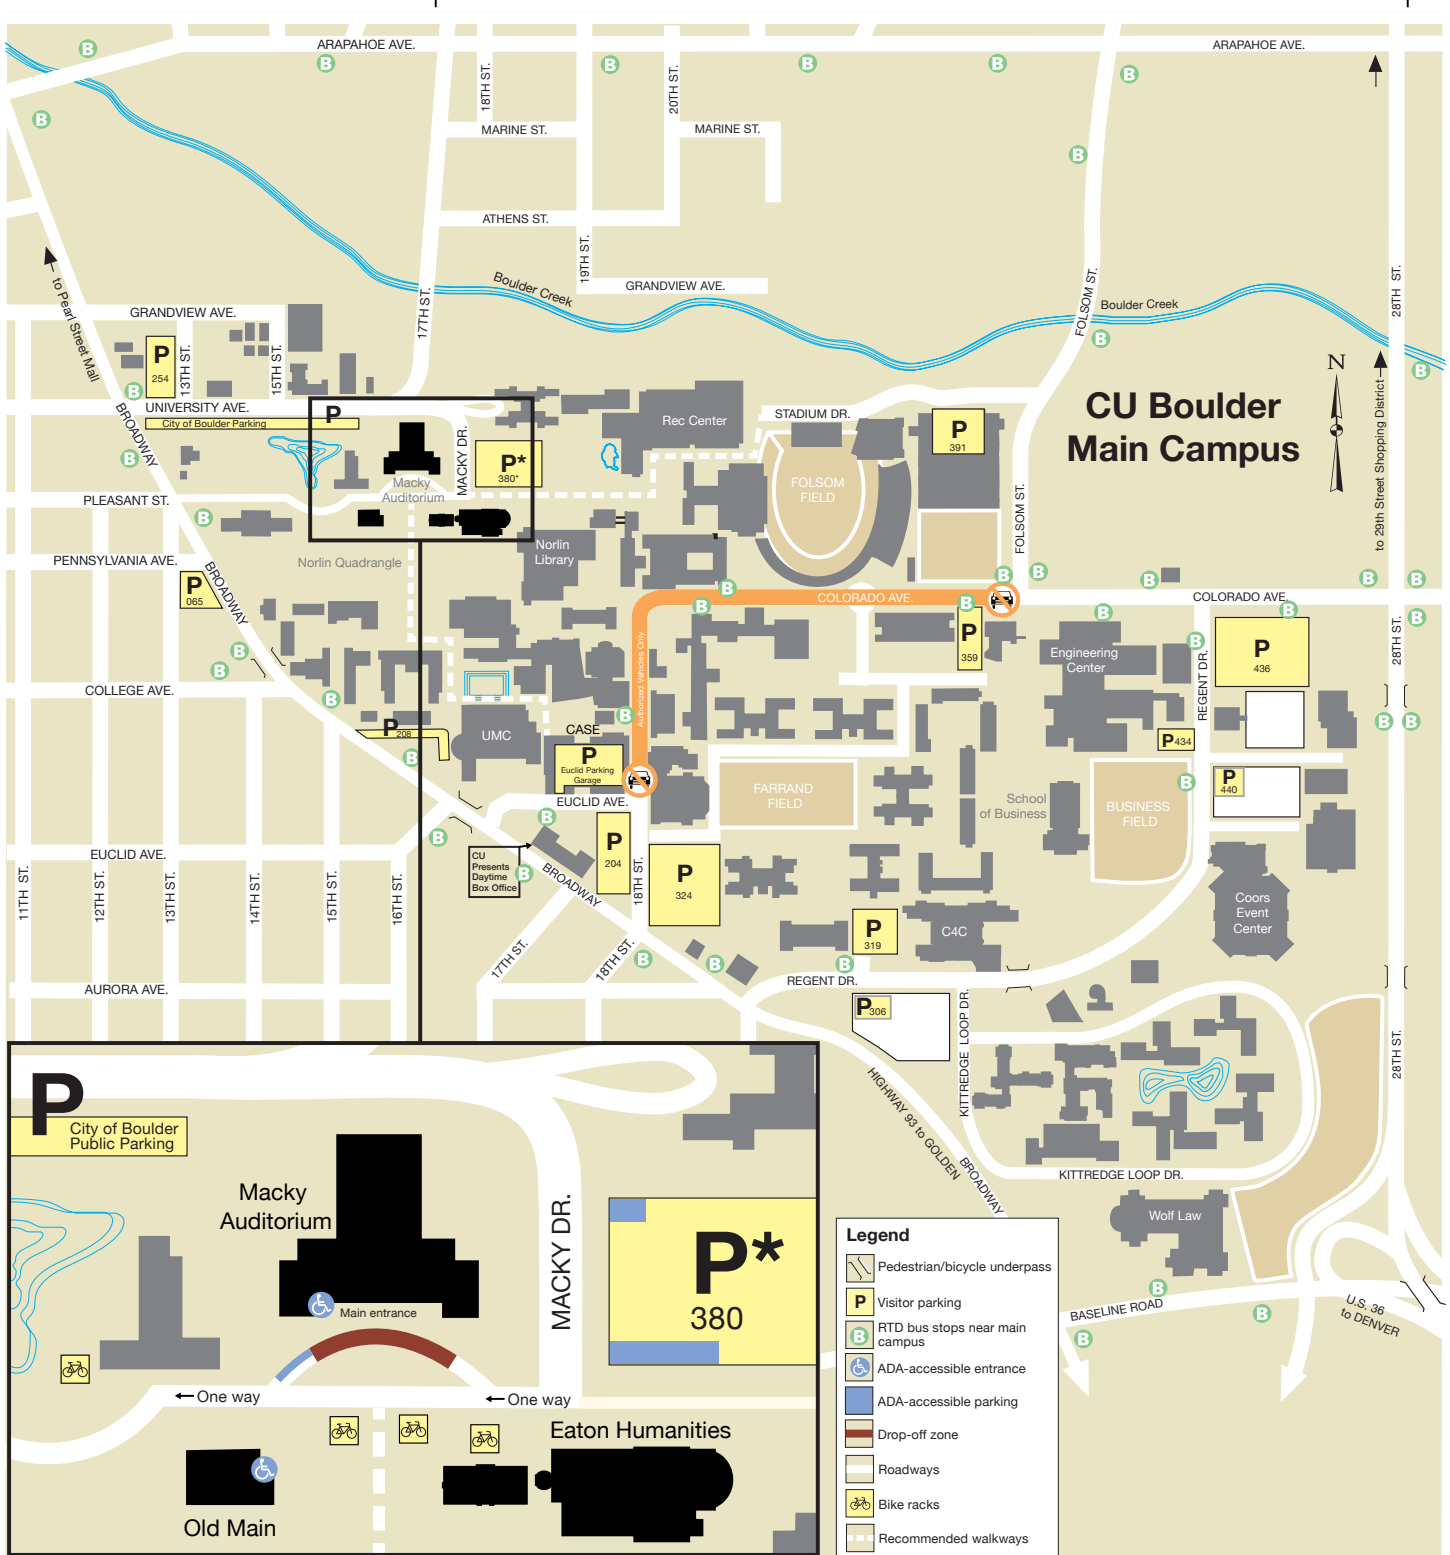 ARAPAHOE AVE.
ARAPAHOE AVE.
B
B
B
B
B
B
B
B
18TH ST.
20TH ST.
MARINE ST.
MARINE ST.
ATHENS ST.
19TH ST.
GRANDVIEW AVE.
Boulder Creek
Boulder Creek
17TH ST.
FOLSOM ST.
28TH ST.
to Pearl Street Mall
GRANDVIEW AVE.
P
254
13TH ST.
15TH ST.
UNIVERSITY AVE.
City of Boulder Parking
P
BROADWAY
PLEASANT ST.
MACKY DR.
P*
380*
Macky
Auditorium
Rec Center
STADIUM DR.
FOLSOM
FIELD
P
391
N
CU Boulder
Main Campus
to 29th Street Shopping District
FOLSOM ST.
PENNSYLVANIA AVE.
P
065
BROADWAY
Norlin Quadrangle
Norlin
Library
COLORADO AVE.
COLORADO AVE.
Authorized Vehicles Only
P
359
Engineering
Center
REGENT DR.
P
436
28TH ST.
COLLEGE AVE.
P
208
UMC
CASE
P
Euclid Parking
Garage
EUCLID AVE.
FARRAND
FIELD
P434
P
440
School
of Business
BUSINESS
FIELD
EUCLID AVE.
CU
Presents
Daytime
Box Office
BROADWAY
P
204
18TH ST.
P
324
11TH ST.
12TH ST.
13TH ST.
14TH ST.
15TH ST.
16TH ST.
17TH ST.
18TH ST.
P
319
C4C
Coors
Event
Center
AURORA AVE.
REGENT DR.
P306
KITTREDGE LOOP DR.
28TH ST.
HIGHWAY 93 to GOLDEN
BROADWAY
KITTREDGE LOOP DR.
Wolf Law
BASELINE ROAD
U.S. 36
to DENVER
P
City of Boulder
Public Parking
Macky
Auditorium
Main entrance
MACKY DR.
P*
380
One way
One way
Eaton Humanities
Old Main
Legend
Pedestrian/bicycle underpass
P Visitor parking
B RTD bus stops near main
campus
ADA-accessible entrance
ADA-accessible parking
Drop-off zone
Roadways
Bike racks
Recommended walkways